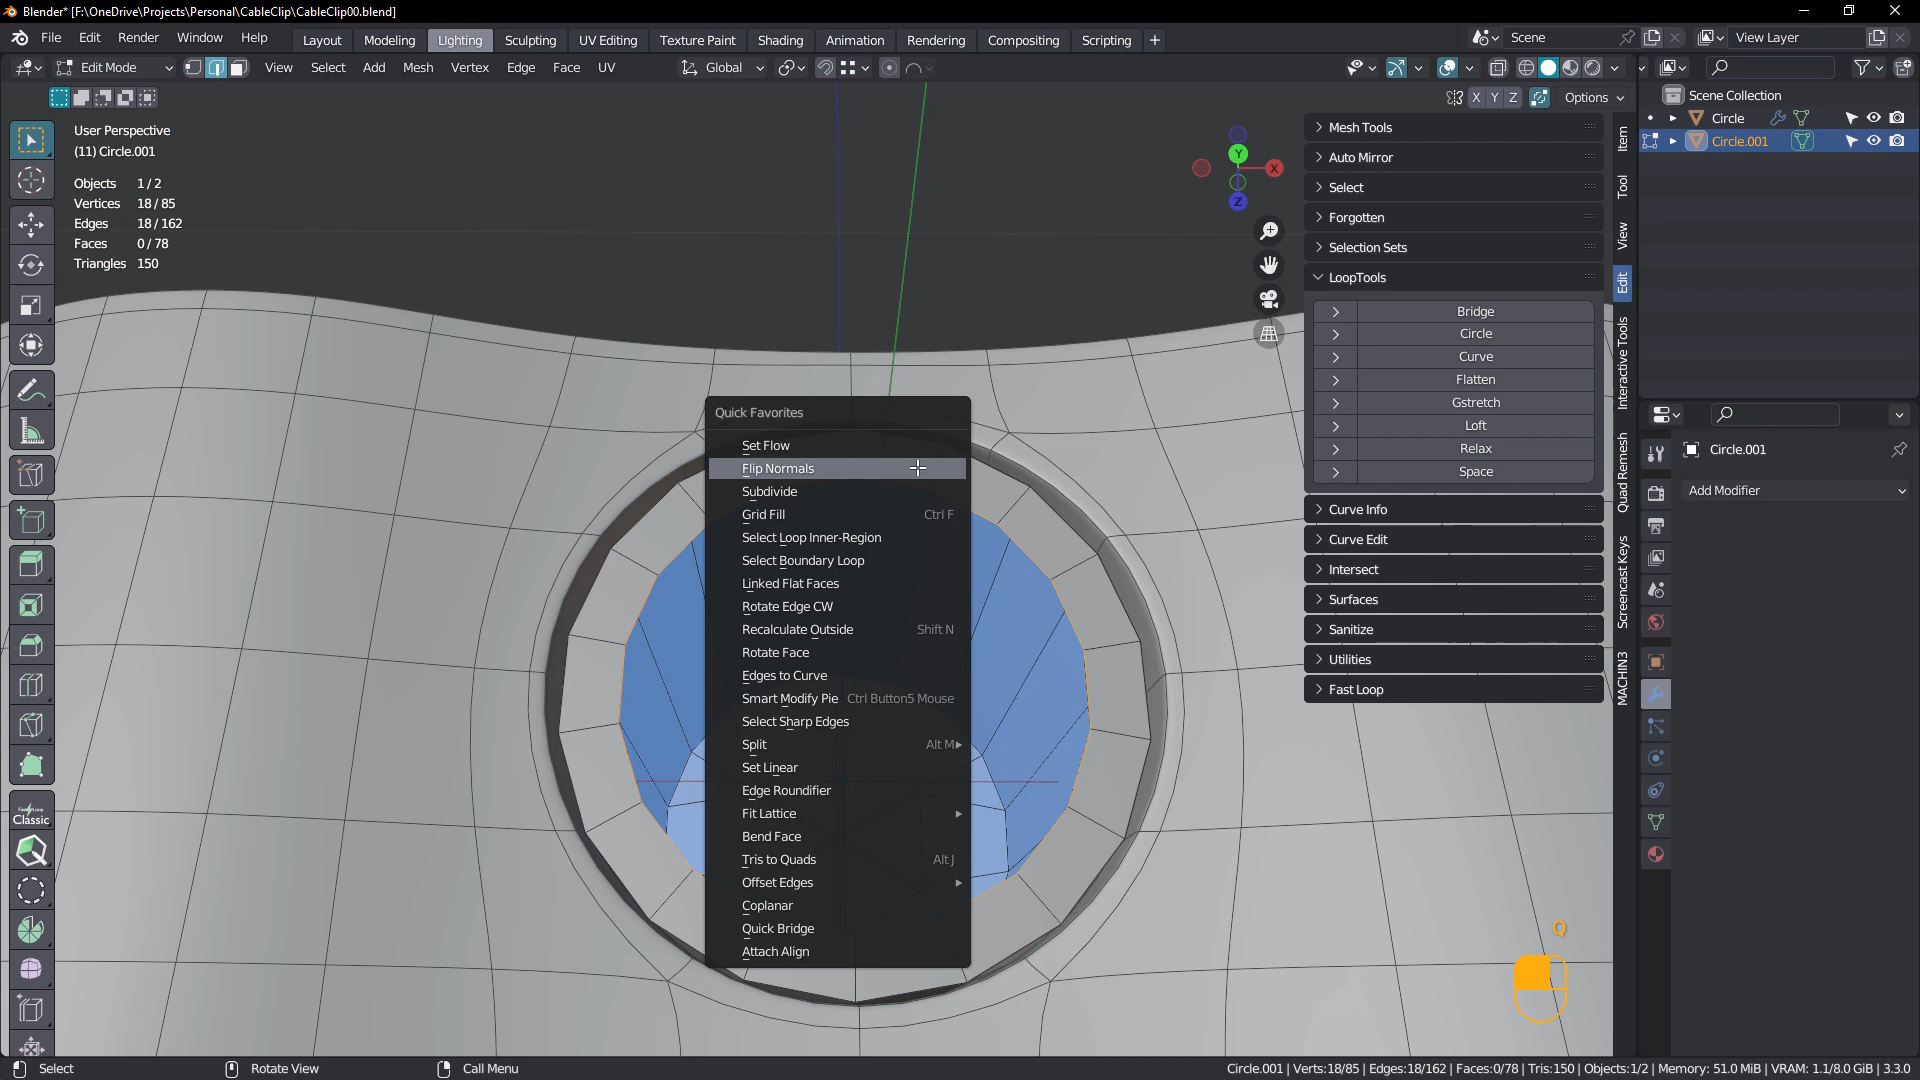 Blender* [F:\OneDrive\Projects\Personal\CableClip\CableClip00.blend]
File Edit Render Window Help Layout Modeling Lighting Sculpting UV Editing Texture Paint Shading Animation Rendering Compositing Scripting + Scene View Layer
Edit Mode View Select Add Mesh Vertex Edge Face UV Global
X Y Z Options
User Perspective
(11) Circle.001
Objects 1 / 2
Vertices 18 / 85
Edges 18 / 162
Faces 0 / 78
Triangles 150
Y
X
Z
Quick Favorites
Set Flow
Flip Normals
Subdivide
Grid Fill Ctrl F
Select Loop Inner-Region
Select Boundary Loop
Linked Flat Faces
Rotate Edge CW
Recalculate Outside Shift N
Rotate Face
Edges to Curve
Smart Modify Pie Ctrl Button5 Mouse
Select Sharp Edges
Split Alt M
Set Linear
Edge Roundifier
Fit Lattice
Bend Face
Tris to Quads Alt J
Offset Edges
Coplanar
Quick Bridge
Attach Align
Mesh Tools
Auto Mirror
Select
Forgotten
Selection Sets
LoopTools
Bridge
Circle
Curve
Flatten
Gstretch
Loft
Relax
Space
Curve Info
Curve Edit
Intersect
Surfaces
Sanitize
Utilities
Fast Loop
Item
Tool
View
Edit
Interactive Tools
Quad Remesh
Screencast Keys
MACHIN3
Scene Collection
Circle
Circle.001
Circle.001
Add Modifier
Classic
Q
Select Rotate View Call Menu
Circle.001 | Verts:18/85 | Edges:18/162 | Faces:0/78 | Tris:150 | Objects:1/2 | Memory: 51.0 MiB | VRAM: 1.1/8.0 GiB | 3.3.0